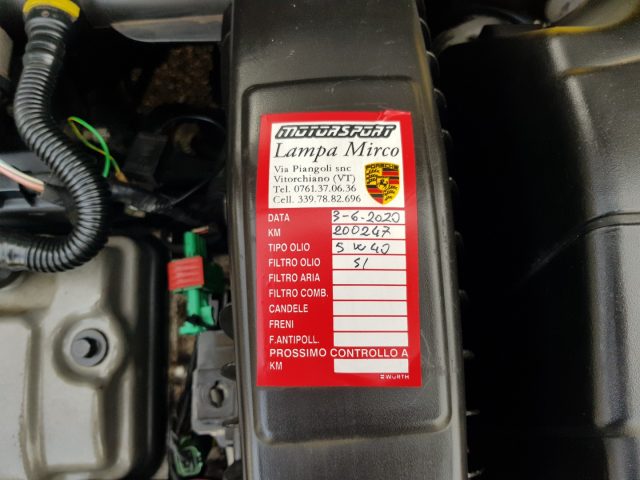 MOTORSPORT
Lampa Mirco
Via Piangoli snc
Vitorchiano (VT)
Tel. 0761.37.06.36
Cell. 339.78.82.696
PORSCHE
DATA 3-6-2020
KM 200247
TIPO OLIO 5 W 40
FILTRO OLIO SI
FILTRO ARIA
FILTRO COMB.
CANDELE
FRENI
F.ANTIPOLL.
PROSSIMO CONTROLLO A
KM
WÜRTH